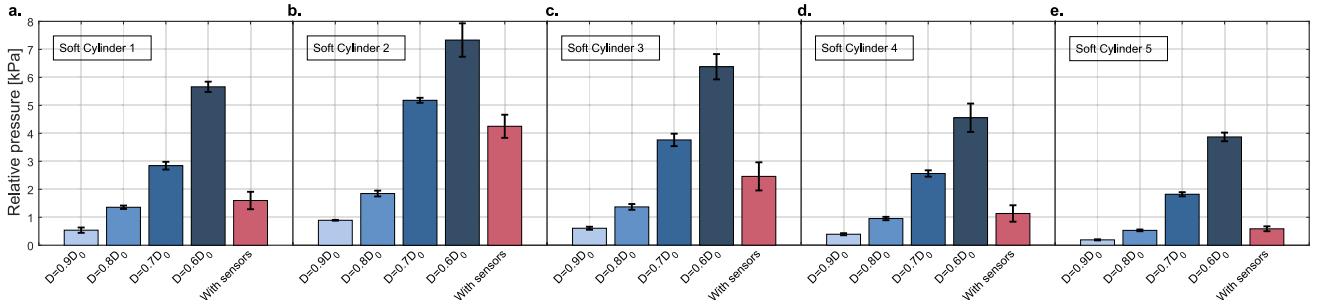 a. b. c. d. e.
Relative pressure [kPa]
8
7
6
5
4
3
2
1
0
Soft Cylinder 1
Soft Cylinder 2
Soft Cylinder 3
Soft Cylinder 4
Soft Cylinder 5
D=0.9D₀ D=0.8D₀ D=0.7D₀ D=0.6D₀ With sensors
D=0.9D₀ D=0.8D₀ D=0.7D₀ D=0.6D₀ With sensors
D=0.9D₀ D=0.8D₀ D=0.7D₀ D=0.6D₀ With sensors
D=0.9D₀ D=0.8D₀ D=0.7D₀ D=0.6D₀ With sensors
D=0.9D₀ D=0.8D₀ D=0.7D₀ D=0.6D₀ With sensors